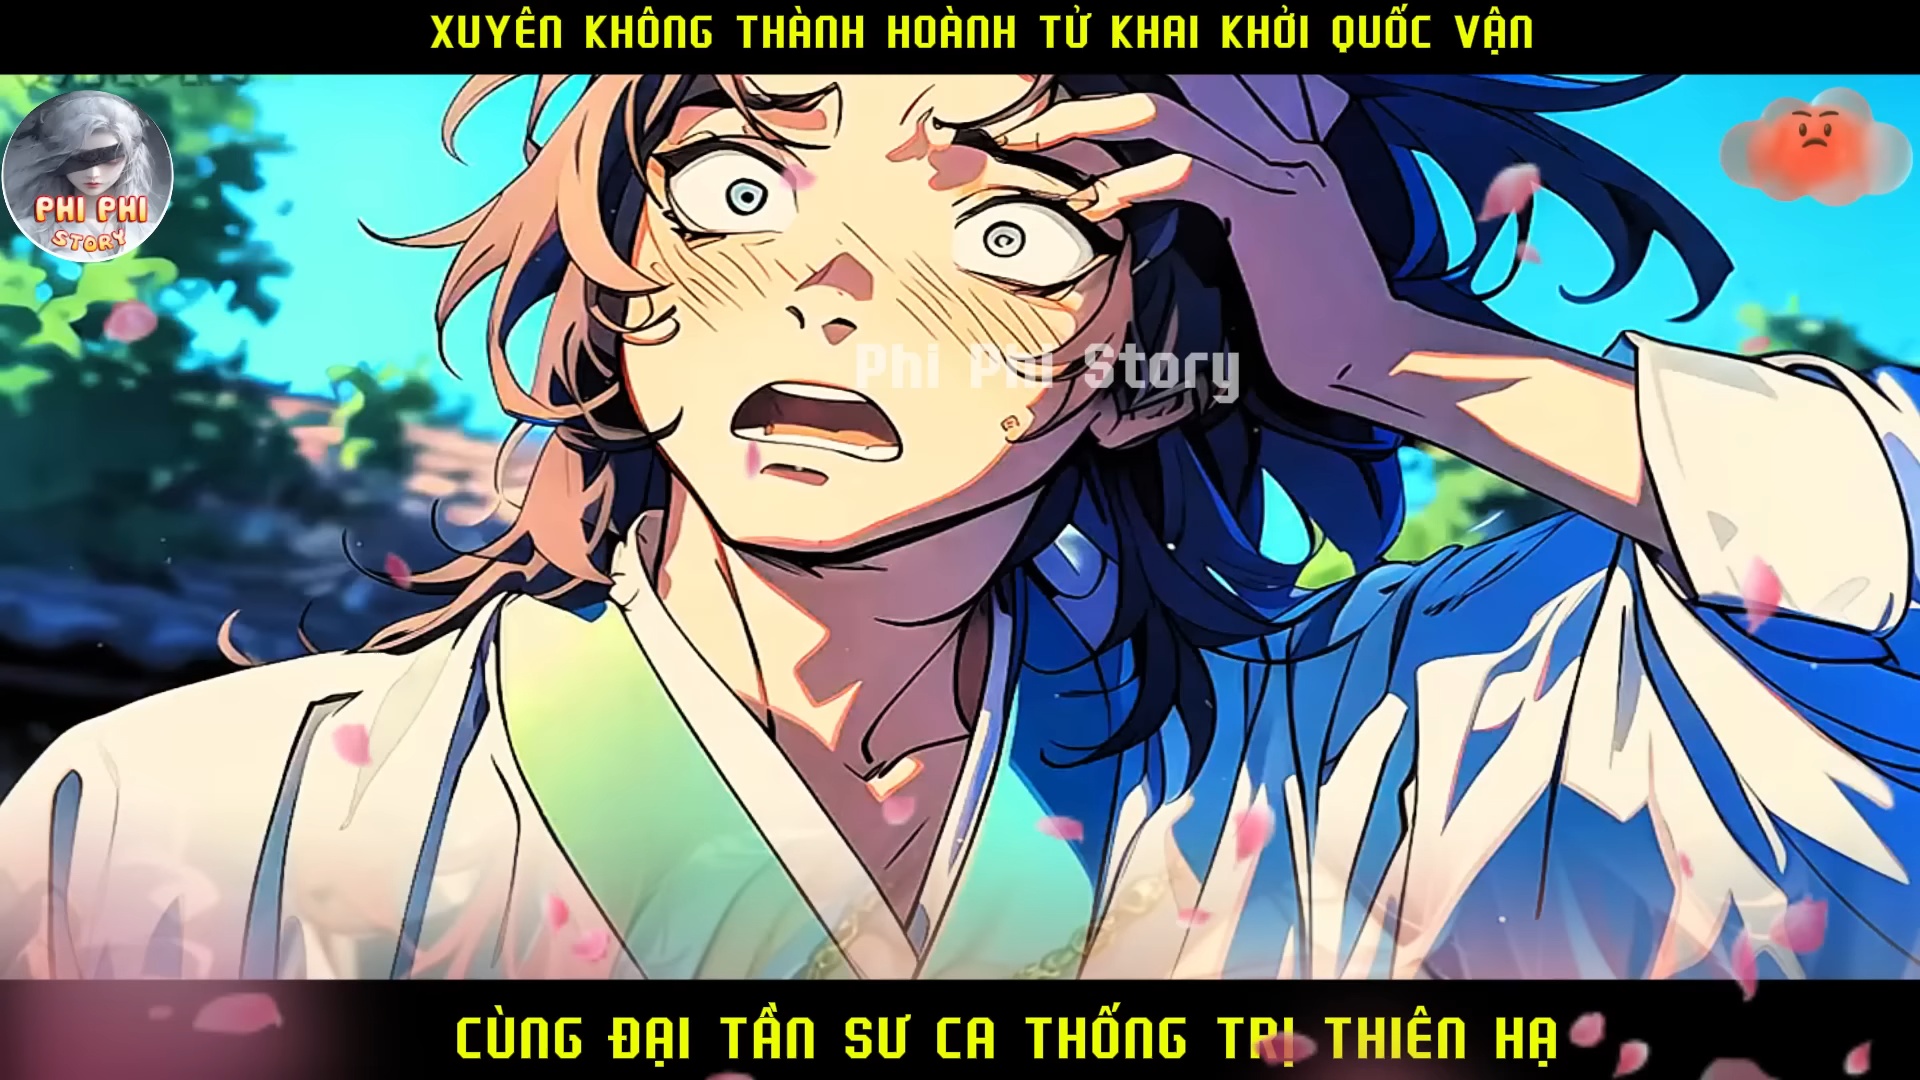 XUYÊN KHÔNG THÀNH HOÀNH TỬ KHAI KHỞI QUỐC VẬN
PHI PHI
STORY
Phi Phi Story
CÙNG ĐẠI TẦN SƯ CA THỐNG TRỊ THIÊN HẠ